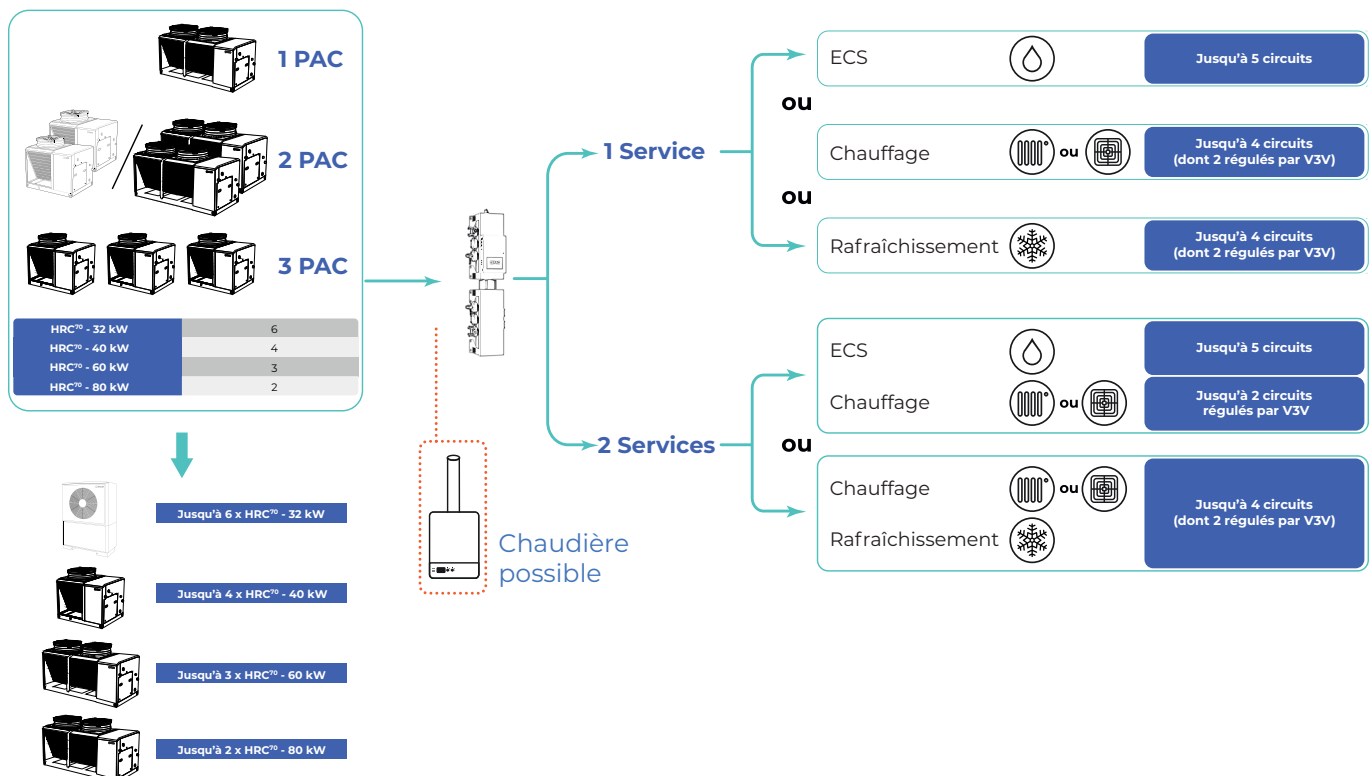 1 PAC
2 PAC
3 PAC
HRC⁷⁰ - 32 kW 6
HRC⁷⁰ - 40 kW 4
HRC⁷⁰ - 60 kW 3
HRC⁷⁰ - 80 kW 2
Jusqu'à 6 x HRC⁷⁰ - 32 kW
Jusqu'à 4 x HRC⁷⁰ - 40 kW
Jusqu'à 3 x HRC⁷⁰ - 60 kW
Jusqu'à 2 x HRC⁷⁰ - 80 kW
Chaudière
possible
1 Service
ECS
Jusqu'à 5 circuits
ou
Chauffage
ou
Jusqu'à 4 circuits
(dont 2 régulés par V3V)
ou
Rafraîchissement
Jusqu'à 4 circuits
(dont 2 régulés par V3V)
2 Services
ECS
Jusqu'à 5 circuits
Chauffage
ou
Jusqu'à 2 circuits
régulés par V3V
ou
Chauffage
ou
Rafraîchissement
Jusqu'à 4 circuits
(dont 2 régulés par V3V)